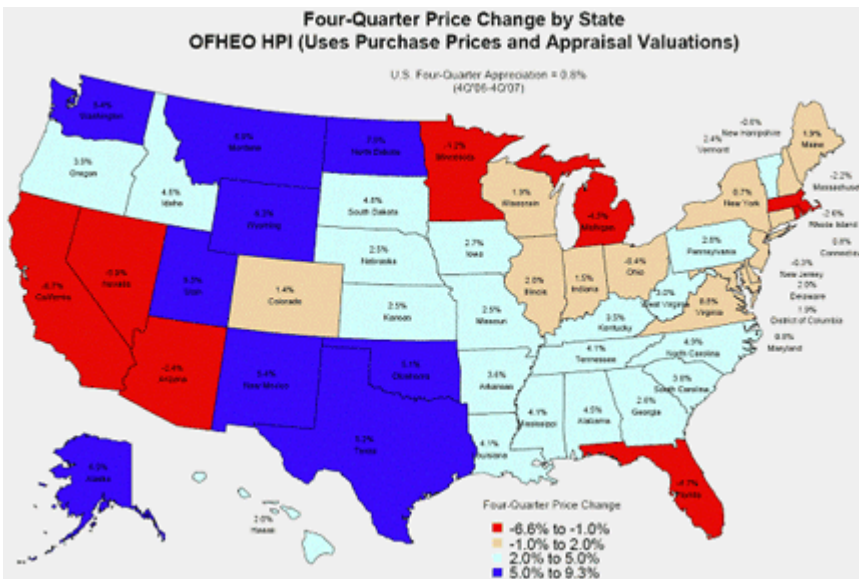 Four-Quarter Price Change by State
OFHEO HPI (Uses Purchase Prices and Appraisal Valuations)
U.S. Four-Quarter Appreciation = 0.8%
(4Q'06-4Q'07)
Washington
Montana
7.0%
North Dakota
-1.2%
Minnesota
3.9%
Oregon
4.6%
Idaho
Wyoming
4.8%
South Dakota
1.9%
Wisconsin
Michigan
2.4%
Vermont
New Hampshire
1.9%
Maine
0.7%
New York
-2.2%
Massachuse
-2.6%
Rhode Island
Connecticu
-0.3%
New Jersey
2.0%
Delaware
1.9%
District of Columbia
Maryland
California
Nevada
Utah
1.4%
Colorado
2.5%
Nebraska
2.5%
Kansas
2.7%
Iowa
2.5%
Missouri
2.0%
Illinois
1.5%
Indiana
-0.4%
Ohio
2.8%
Pennsylvania
3.0%
West Virginia
Virginia
3.5%
Kentucky
4.1%
Tennessee
4.9%
North Carolina
South Carolina
2.6%
Georgia
4.5%
Alabama
4.1%
Mississippi
4.1%
Louisiana
3.6%
Arkansas
5.1%
Oklahoma
5.4%
New Mexico
Arizona
Texas
-4.7%
Florida
Alaska
Hawaii
Four-Quarter Price Change
-6.6% to -1.0%
-1.0% to 2.0%
2.0% to 5.0%
5.0% to 9.3%